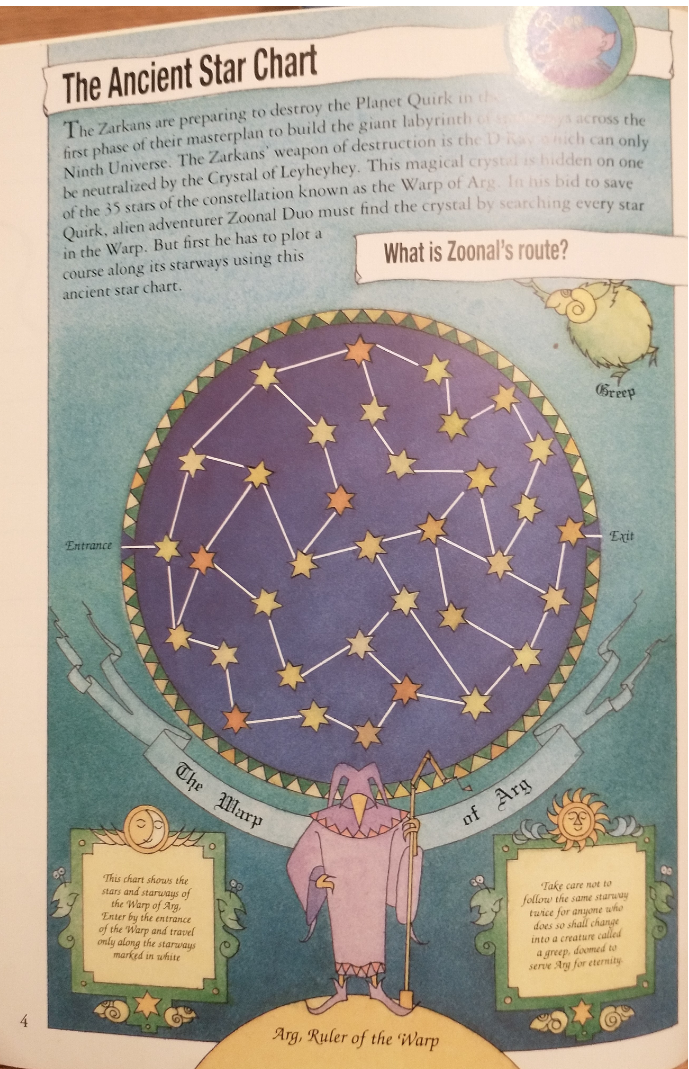 The Ancient Star Chart
The Zarkans are preparing to destroy the Planet Quirk in the
first phase of their masterplan to build the giant labyrinth of across the
Ninth Universe. The Zarkans' weapon of destruction is the D-Ray which can only
be neutralized by the Crystal of Leyheyhey. This magical crystal is hidden on one
of the 35 stars of the constellation known as the Warp of Arg. In his bid to save
Quirk, alien adventurer Zoonal Duo must find the crystal by searching every star
in the Warp. But first he has to plot a
course along its starways using this
ancient star chart.
What is Zoonal's route?
Greep
Entrance
Exit
The Warp
of Arg
This chart shows the
stars and starways of
the Warp of Arg,
Enter by the entrance
of the Warp and travel
only along the starways
marked in white
Take care not to
follow the same starway
twice for anyone who
does so shall change
into a creature called
a greep, doomed to
serve Arg for eternity.
4
Arg, Ruler of the Warp